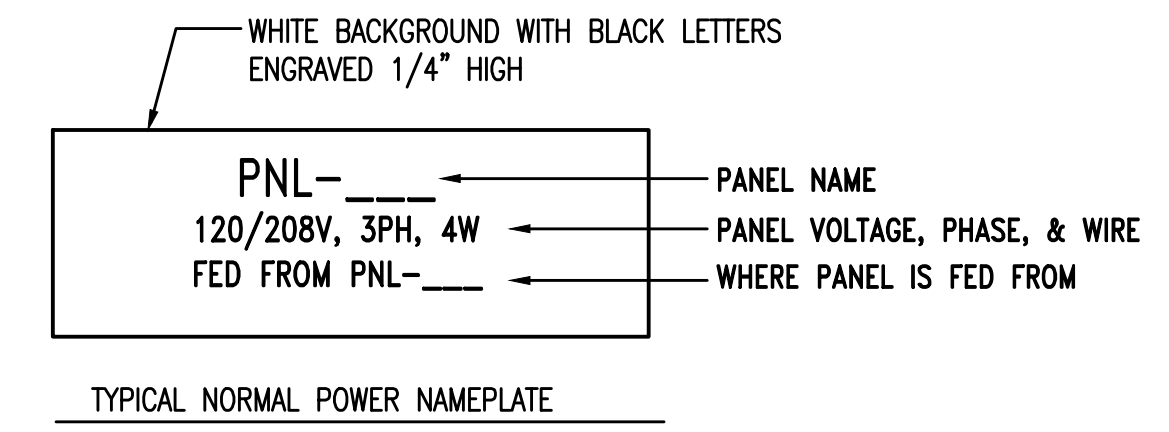 WHITE BACKGROUND WITH BLACK LETTERS
ENGRAVED 1/4" HIGH
PNL-___
PANEL NAME
120/208V, 3PH, 4W
PANEL VOLTAGE, PHASE, & WIRE
FED FROM PNL-___
WHERE PANEL IS FED FROM
TYPICAL NORMAL POWER NAMEPLATE